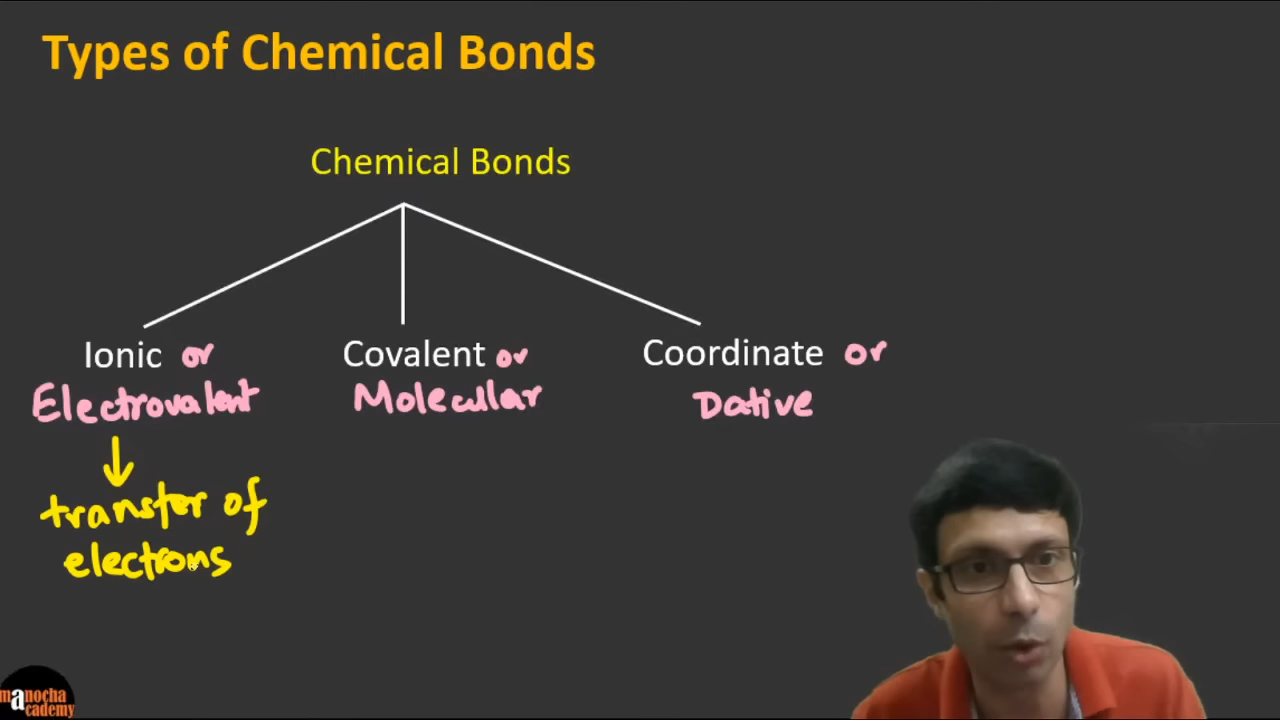 Types of Chemical Bonds
Chemical Bonds
Ionic or
Electrovalent
Covalent or
Molecular
Coordinate or
Dative
transfer of
electrons
manocha
academy